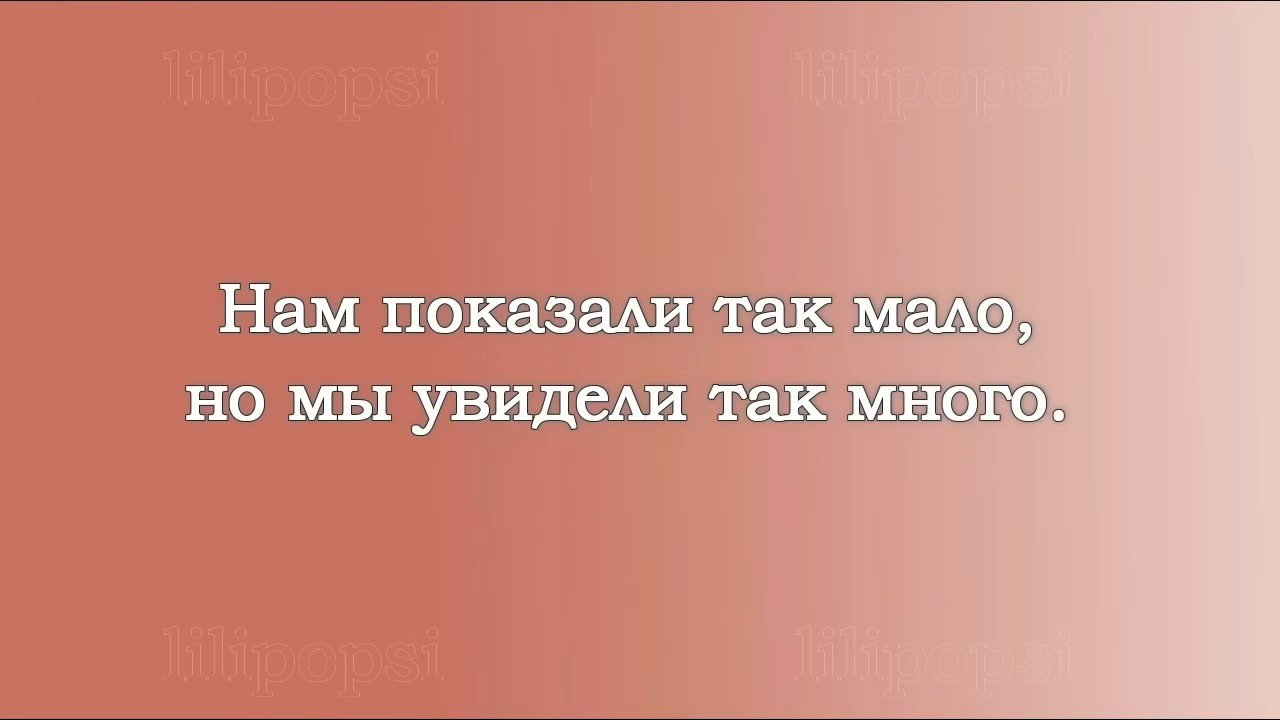 lilipopsi lilipopsi
Нам показали так мало,
но мы увидели так много.
lilipopsi lilipopsi